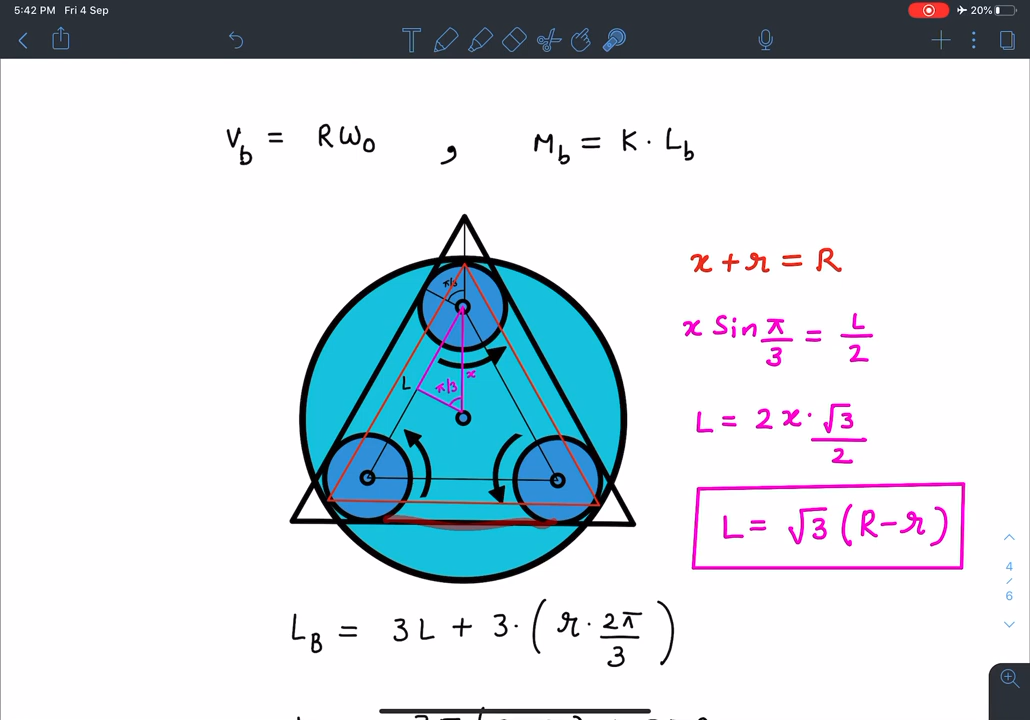 5:42 PM Fri 4 Sep
20%
V_b = Rω₀ , M_b = K · L_b
x + r = R
π/3
x Sin π/3 = L/2
L
π/3
x
L = 2x · √3/2
L = √3 (R − r)
4
/
6
L_B = 3L + 3 · (r · 2π/3)